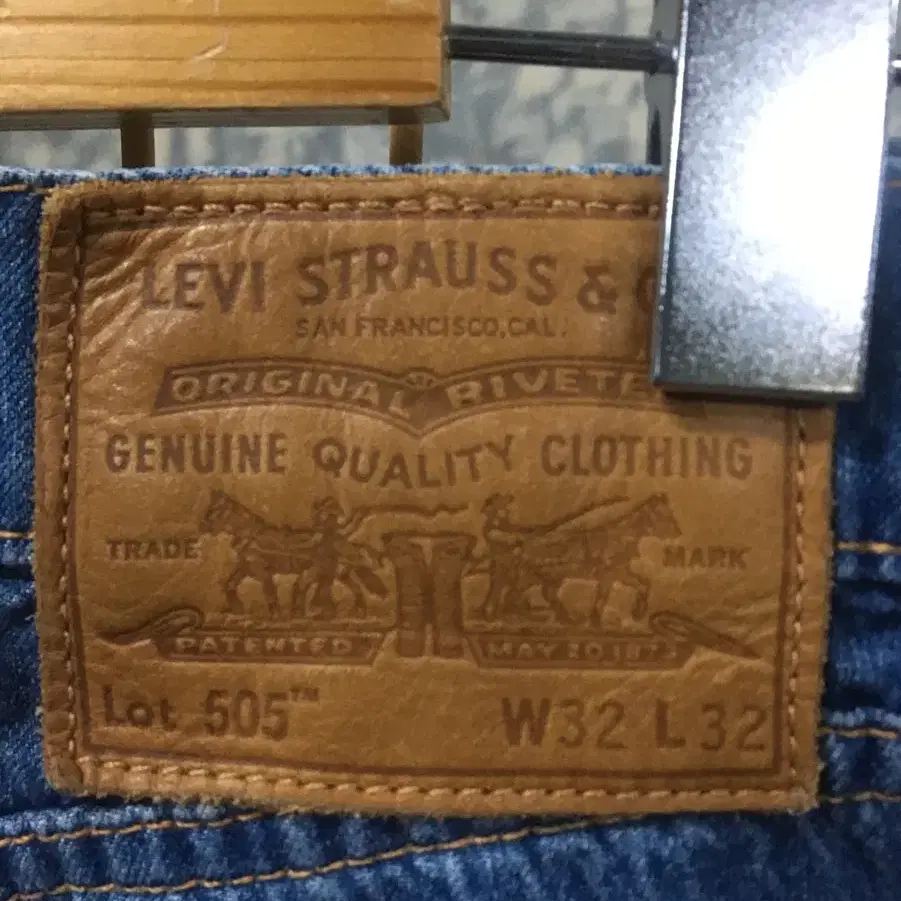 LEVI STRAUSS &
SAN FRANCISCO, CAL.
ORIGINAL RIVETE
GENUINE QUALITY CLOTHING
TRADE MARK
PATENTED MAY 20 1873
Lot 505™ W32 L32